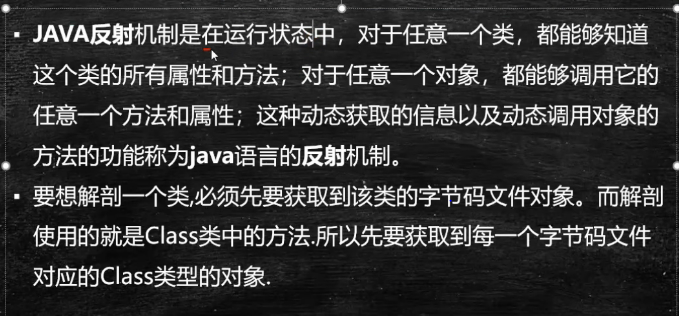 ▪ JAVA反射机制是在运行状态中，对于任意一个类，都能够知道
这个类的所有属性和方法；对于任意一个对象，都能够调用它的
任意一个方法和属性；这种动态获取的信息以及动态调用对象的
方法的功能称为java语言的反射机制。
▪ 要想解剖一个类,必须先要获取到该类的字节码文件对象。而解剖
使用的就是Class类中的方法.所以先要获取到每一个字节码文件
对应的Class类型的对象.